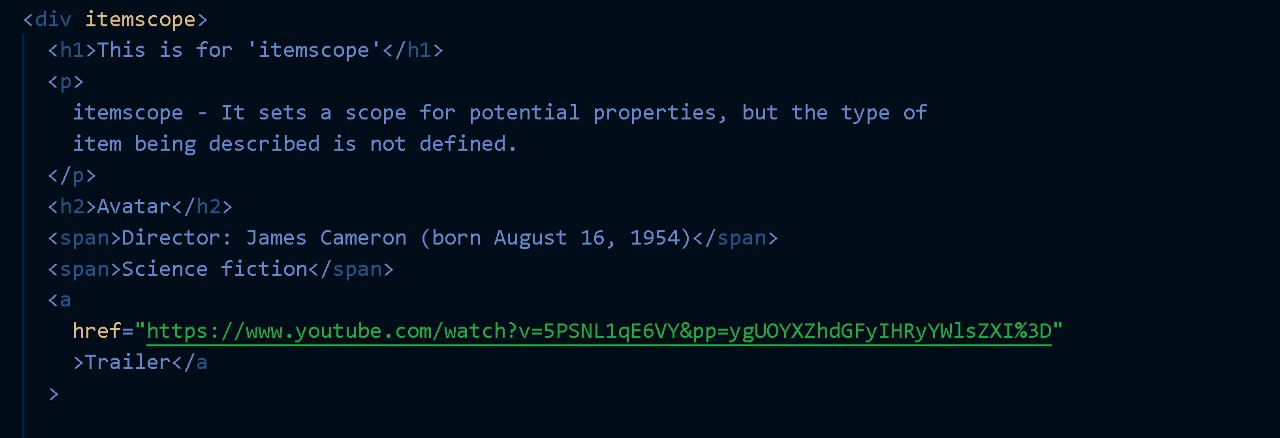 <div itemscope>
<h1>This is for 'itemscope'</h1>
<p>
itemscope - It sets a scope for potential properties, but the type of
item being described is not defined.
</p>
<h2>Avatar</h2>
<span>Director: James Cameron (born August 16, 1954)</span>
<span>Science fiction</span>
<a
href="https://www.youtube.com/watch?v=5PSNL1qE6VY&pp=ygUOYXZhdGFyIHRyYWlsZXI%3D"
>Trailer</a
>